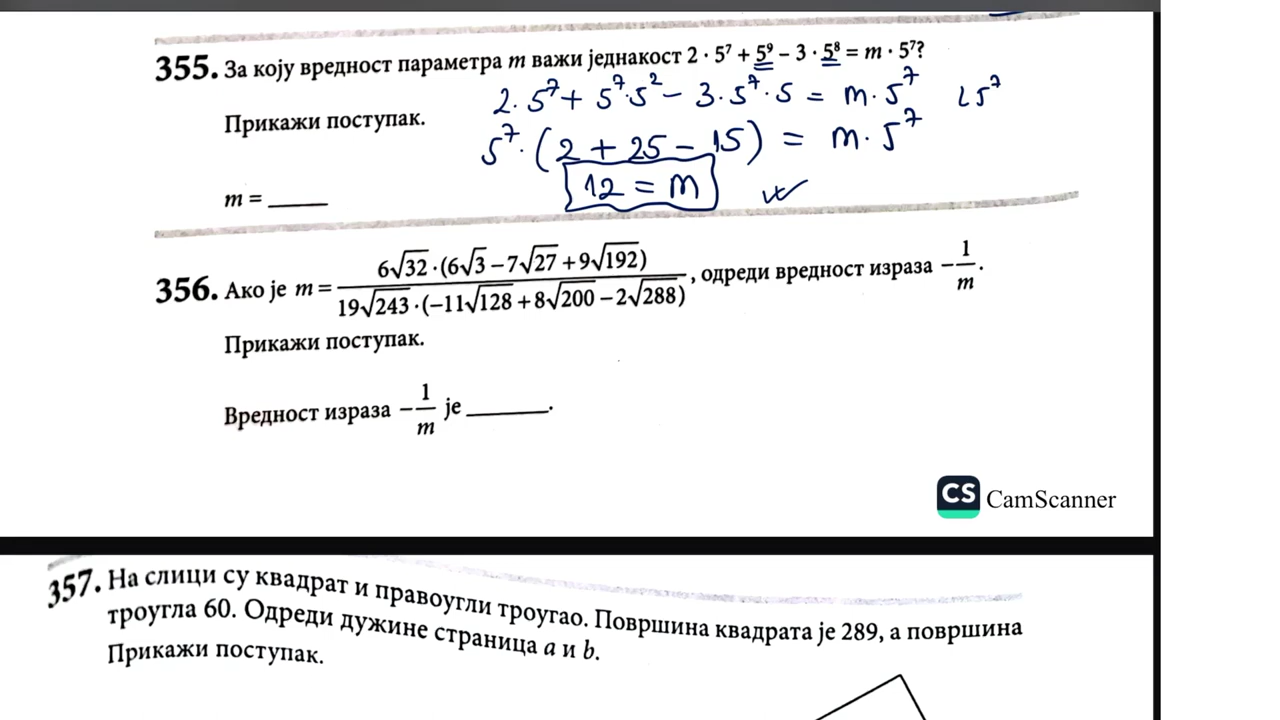 355. За коју вредност параметра m важи једнакост 2 · 5⁷ + 5⁹ – 3 · 5⁸ = m · 5⁷?
2 · 5⁷ + 5⁷ · 5² – 3 · 5⁷ · 5 = m · 5⁷
Прикажи поступак.
5⁷ · (2 + 25 – 15) = m · 5⁷
12 = m
m = _____
356. Ако је m = 6√32 · (6√3 – 7√27 + 9√192) / 19√243 · (–11√128 + 8√200 – 2√288), одреди вредност израза –1/m.
Прикажи поступак.
Вредност израза –1/m је _______.
CS CamScanner
357. На слици су квадрат и правоугли троугао. Површина квадрата је 289, а површина
троугла 60. Одреди дужине страница a и b.
Прикажи поступак.